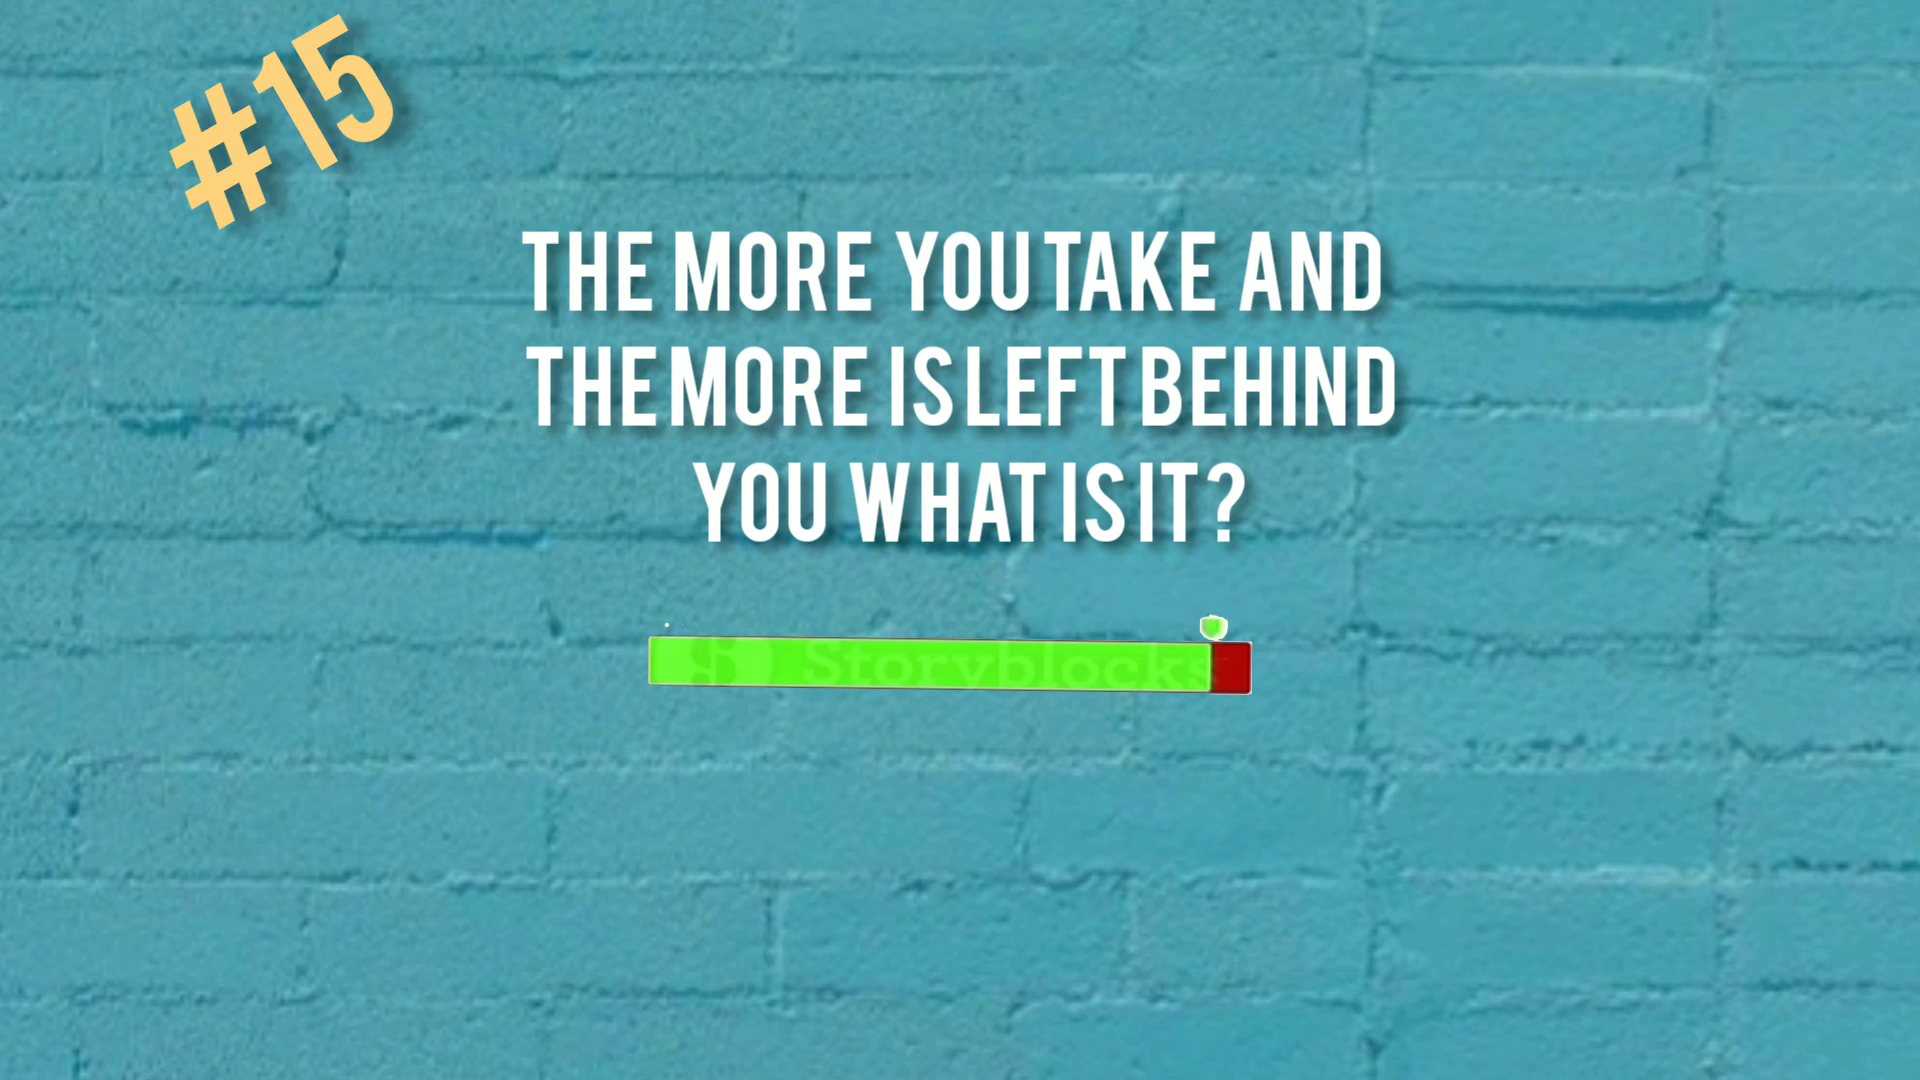 #15
THE MORE YOU TAKE AND
THE MORE IS LEFT BEHIND
YOU WHAT IS IT?
Storyblocks